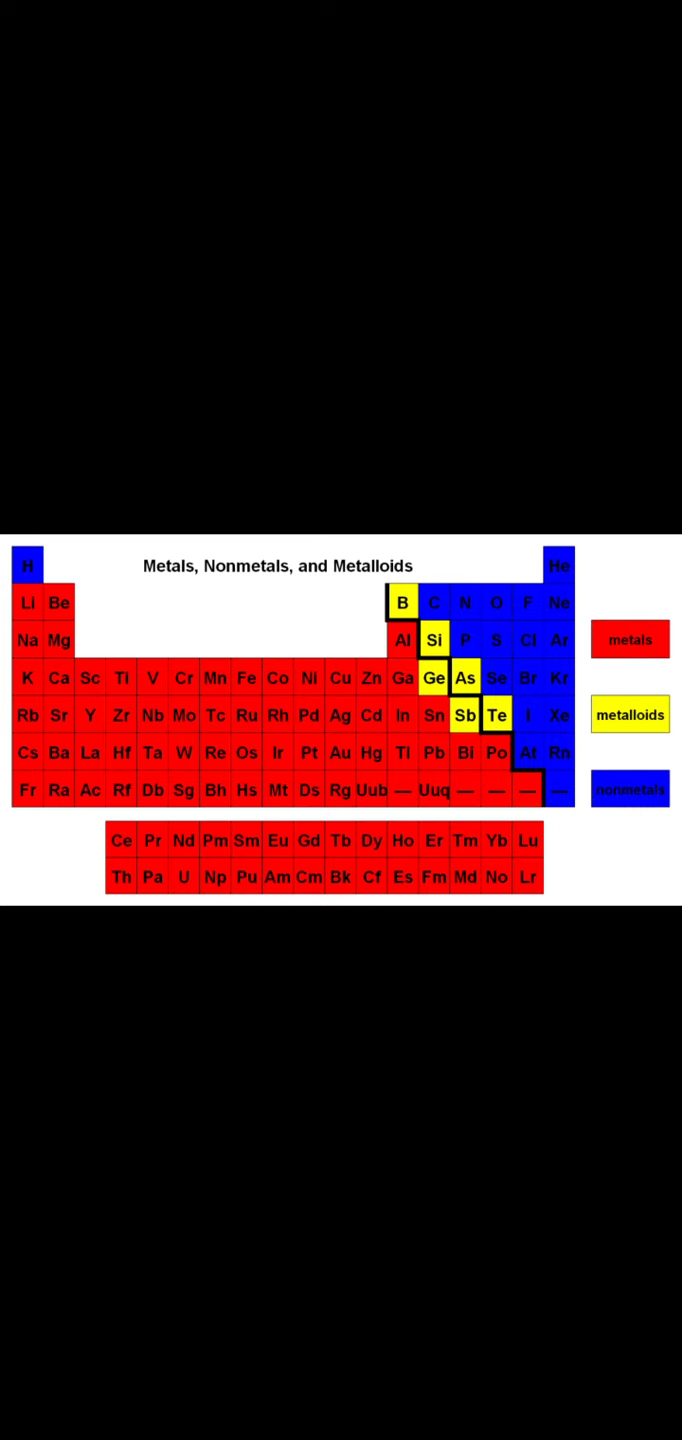 H Metals, Nonmetals, and Metalloids He
Li Be B C N O F Ne
Na Mg Al Si P S Cl Ar metals
K Ca Sc Ti V Cr Mn Fe Co Ni Cu Zn Ga Ge As Se Br Kr
Rb Sr Y Zr Nb Mo Tc Ru Rh Pd Ag Cd In Sn Sb Te I Xe metalloids
Cs Ba La Hf Ta W Re Os Ir Pt Au Hg Tl Pb Bi Po At Rn
Fr Ra Ac Rf Db Sg Bh Hs Mt Ds Rg Uub — Uuq — — — — nonmetals
Ce Pr Nd Pm Sm Eu Gd Tb Dy Ho Er Tm Yb Lu
Th Pa U Np Pu Am Cm Bk Cf Es Fm Md No Lr